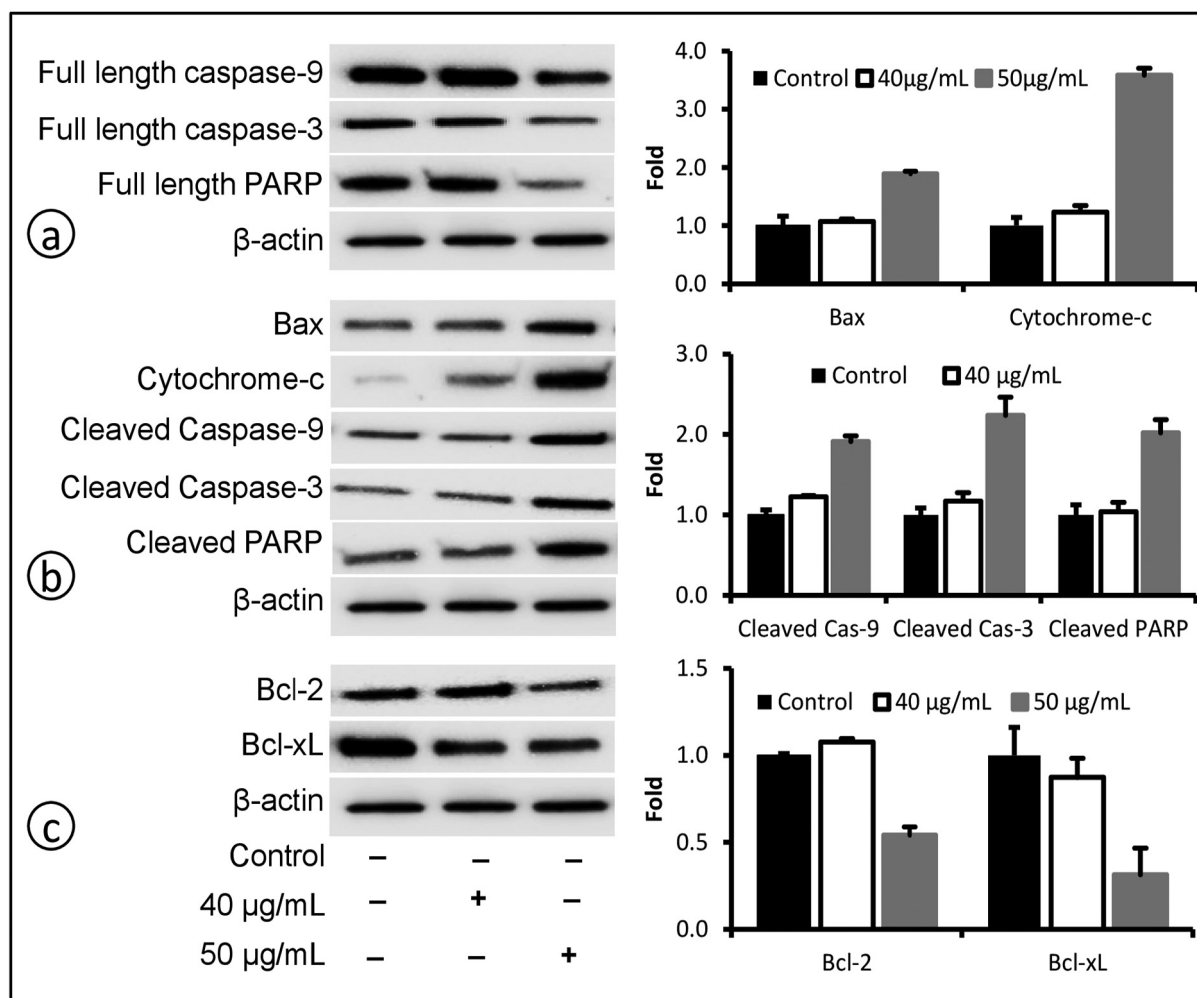 Full length caspase-9
Full length caspase-3
Full length PARP
β-actin
a
Bax
Cytochrome-c
Cleaved Caspase-9
Cleaved Caspase-3
Cleaved PARP
β-actin
b
Bcl-2
Bcl-xL
β-actin
c
Control – – –
40 µg/mL – + –
50 µg/mL – – +
4.0
3.0
2.0
1.0
0.0
Fold
Control 40µg/mL 50µg/mL
Bax Cytochrome-c
3.0
2.0
1.0
0.0
Fold
Control 40 µg/mL
Cleaved Cas-9 Cleaved Cas-3 Cleaved PARP
1.5
1.0
0.5
0.0
Fold
Control 40 µg/mL 50 µg/mL
Bcl-2 Bcl-xL